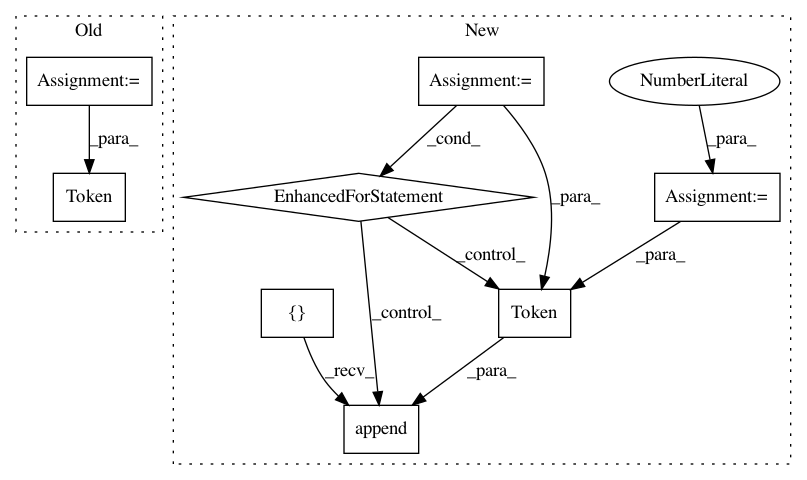 Old
New
Assignment:=
Assignment:=
NumberLiteral
_para_
_cond_
_para_
Token
EnhancedForStatement
_para_
Assignment:=
_control_
_para_
{}
_control_
Token
_recv_
_para_
append